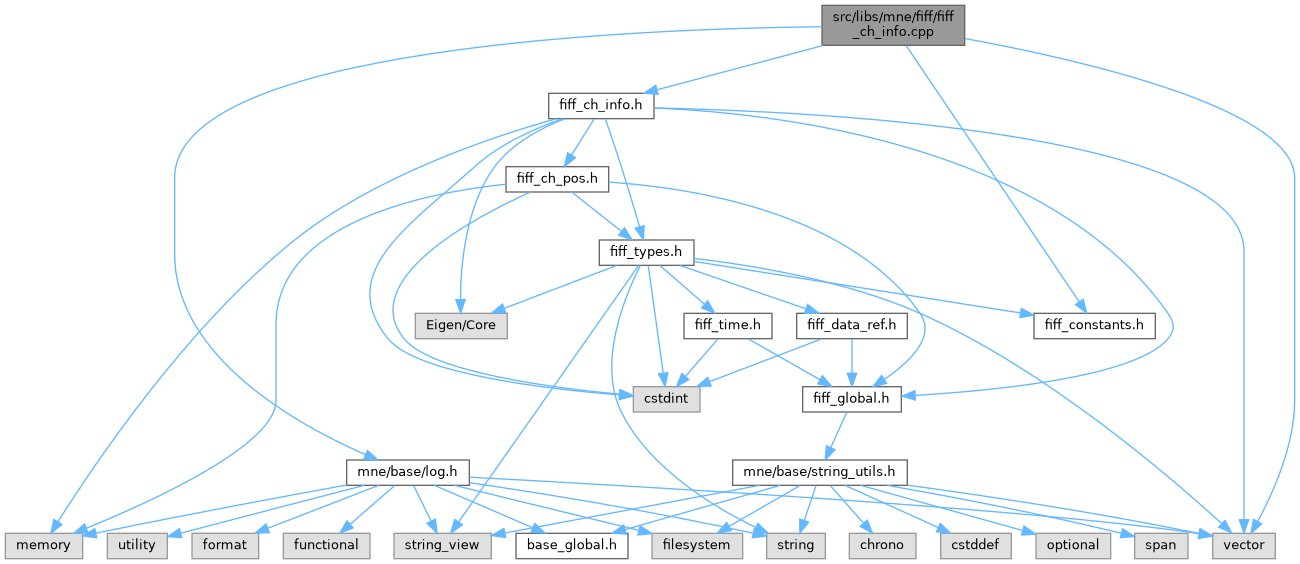 src/libs/mne/fiff/fiff
_ch_info.cpp
fiff_ch_info.h
fiff_ch_pos.h
fiff_types.h
Eigen/Core
fiff_time.h
fiff_data_ref.h
fiff_constants.h
cstdint
fiff_global.h
mne/base/log.h
mne/base/string_utils.h
memory
utility
format
functional
string_view
base_global.h
filesystem
string
chrono
cstddef
optional
span
vector